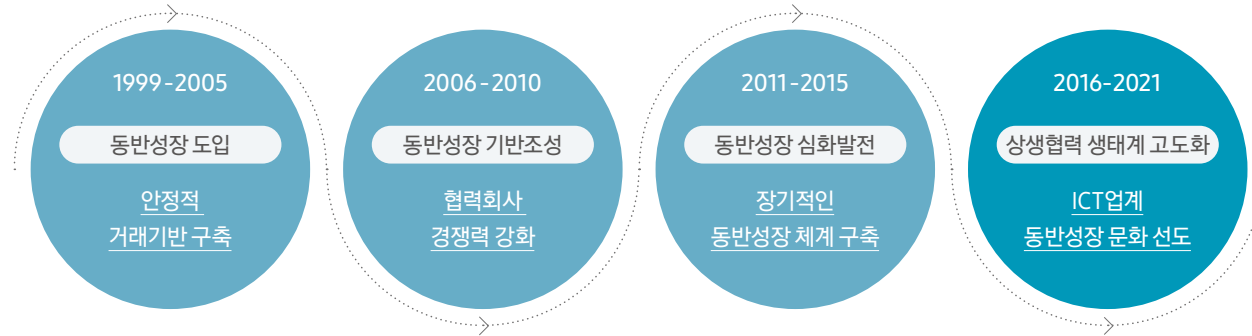 1999-2005
동반성장 도입
안정적
거래기반 구축
2006-2010
동반성장 기반조성
협력회사
경쟁력 강화
2011-2015
동반성장 심화발전
장기적인
동반성장 체계 구축
2016-2021
상생협력 생태계 고도화
ICT업계
동반성장 문화 선도